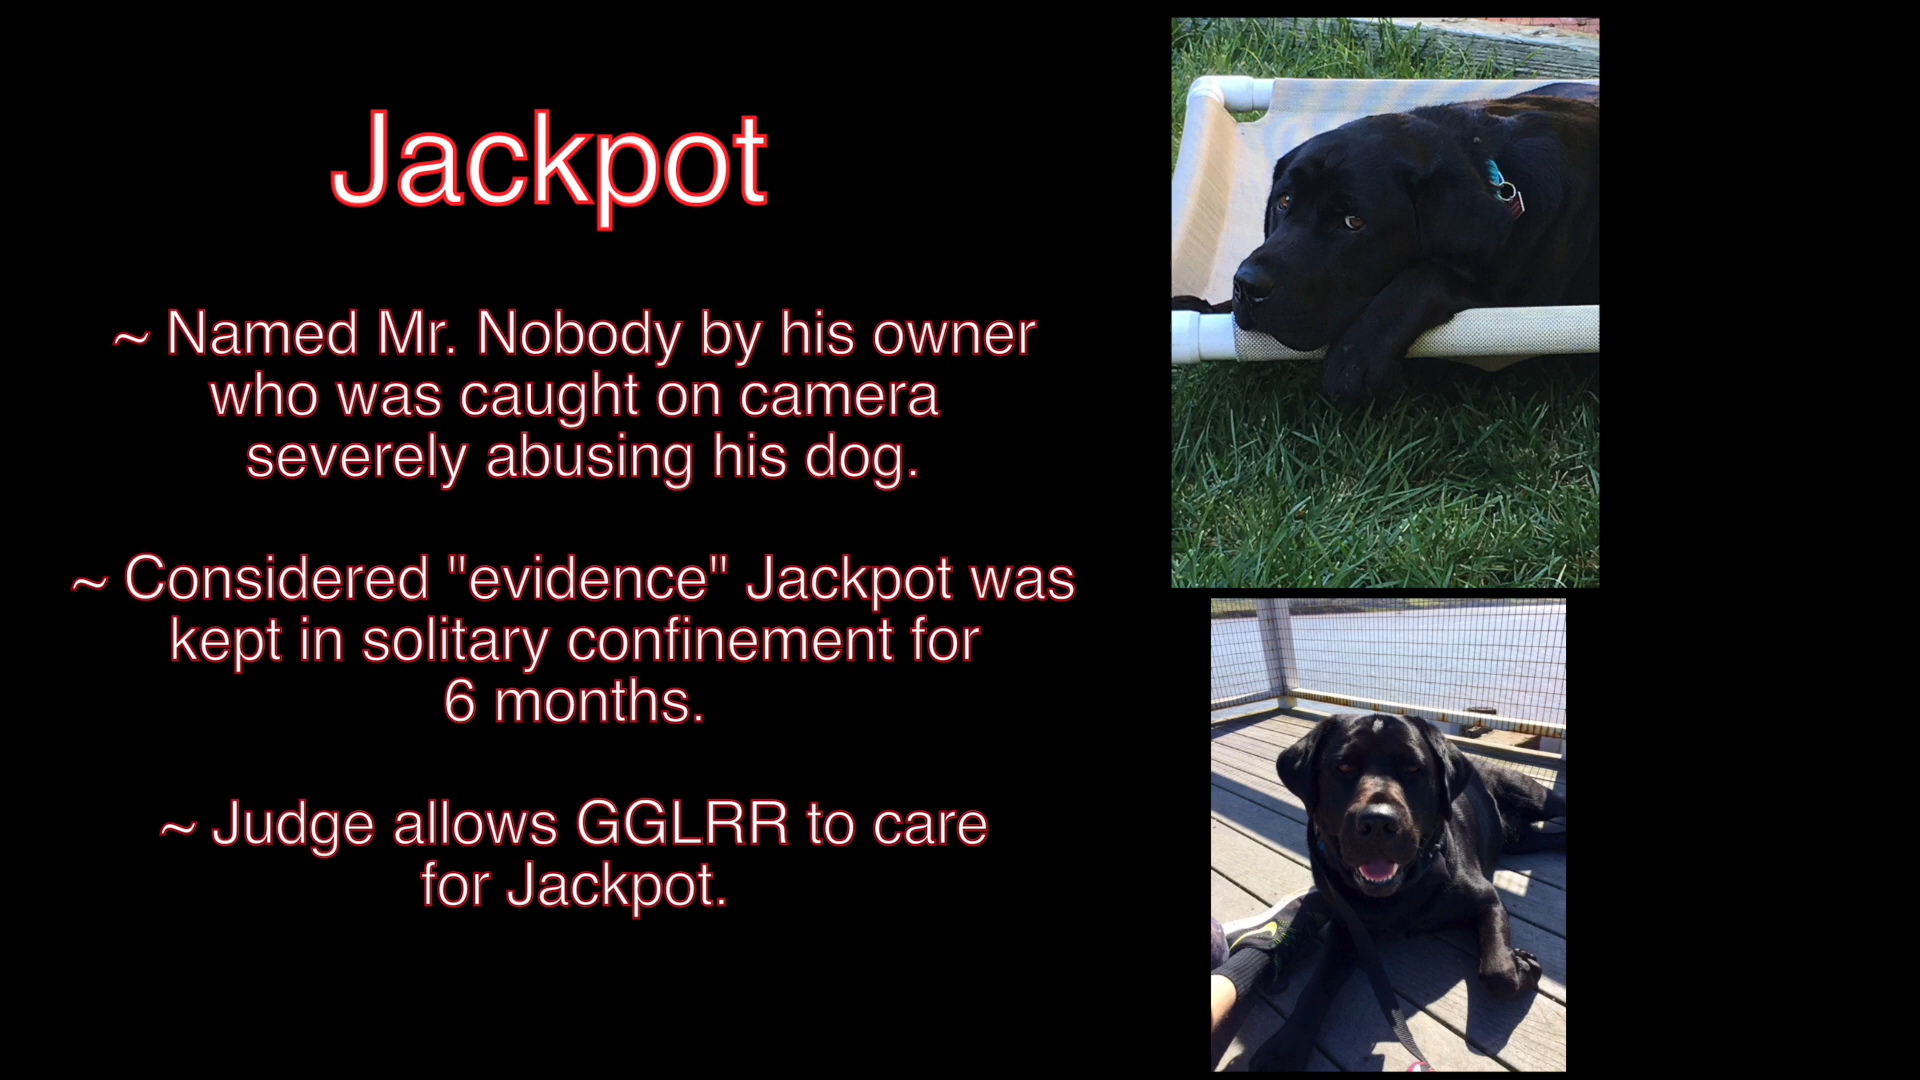 Jackpot
~ Named Mr. Nobody by his owner
who was caught on camera
severely abusing his dog.
~ Considered "evidence" Jackpot was
kept in solitary confinement for
6 months.
~ Judge allows GGLRR to care
for Jackpot.